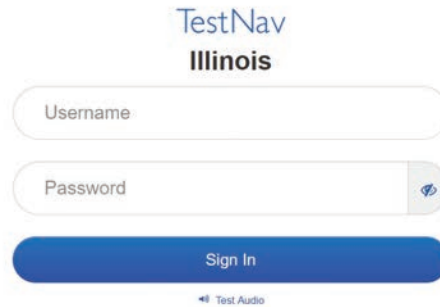 TestNav
Illinois
Username
Password
Sign In
Test Audio